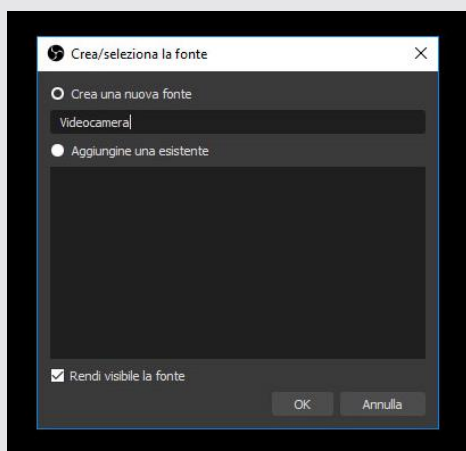 Crea/seleziona la fonte
Crea una nuova fonte
Videocamera
Aggiungine una esistente
Rendi visibile la fonte
OK Annulla